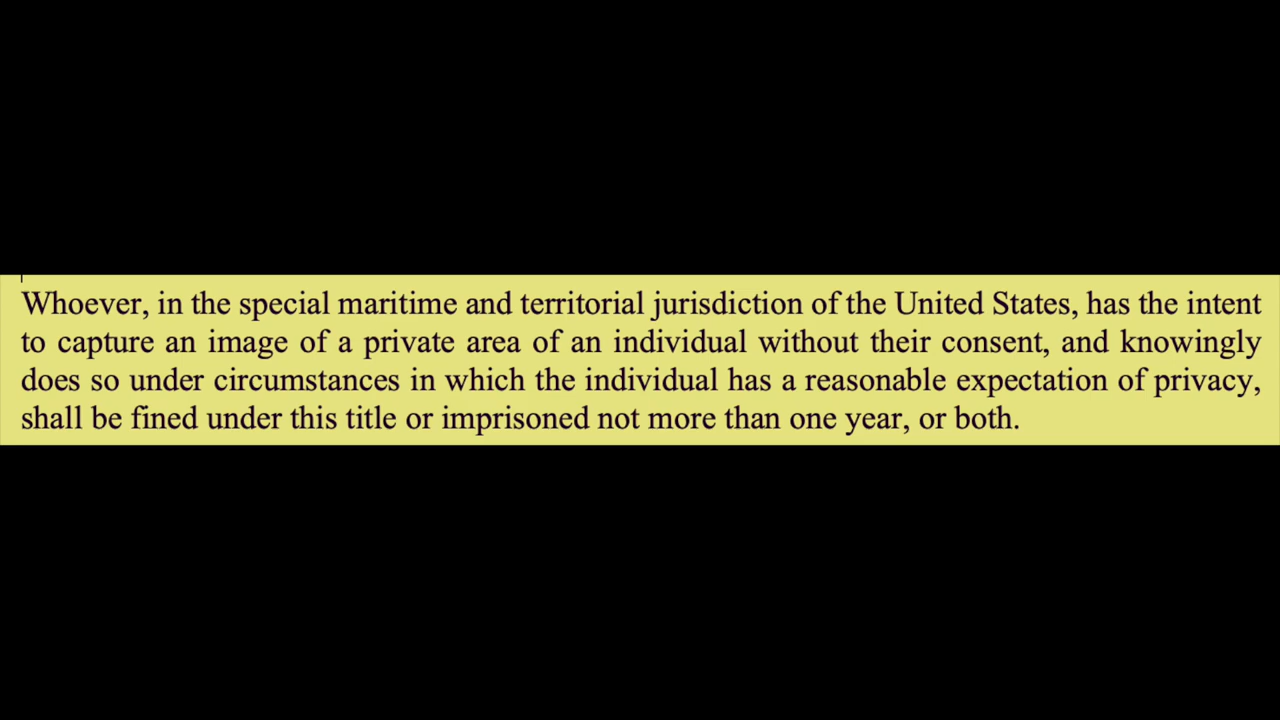 Whoever, in the special maritime and territorial jurisdiction of the United States, has the intent
to capture an image of a private area of an individual without their consent, and knowingly
does so under circumstances in which the individual has a reasonable expectation of privacy,
shall be fined under this title or imprisoned not more than one year, or both.